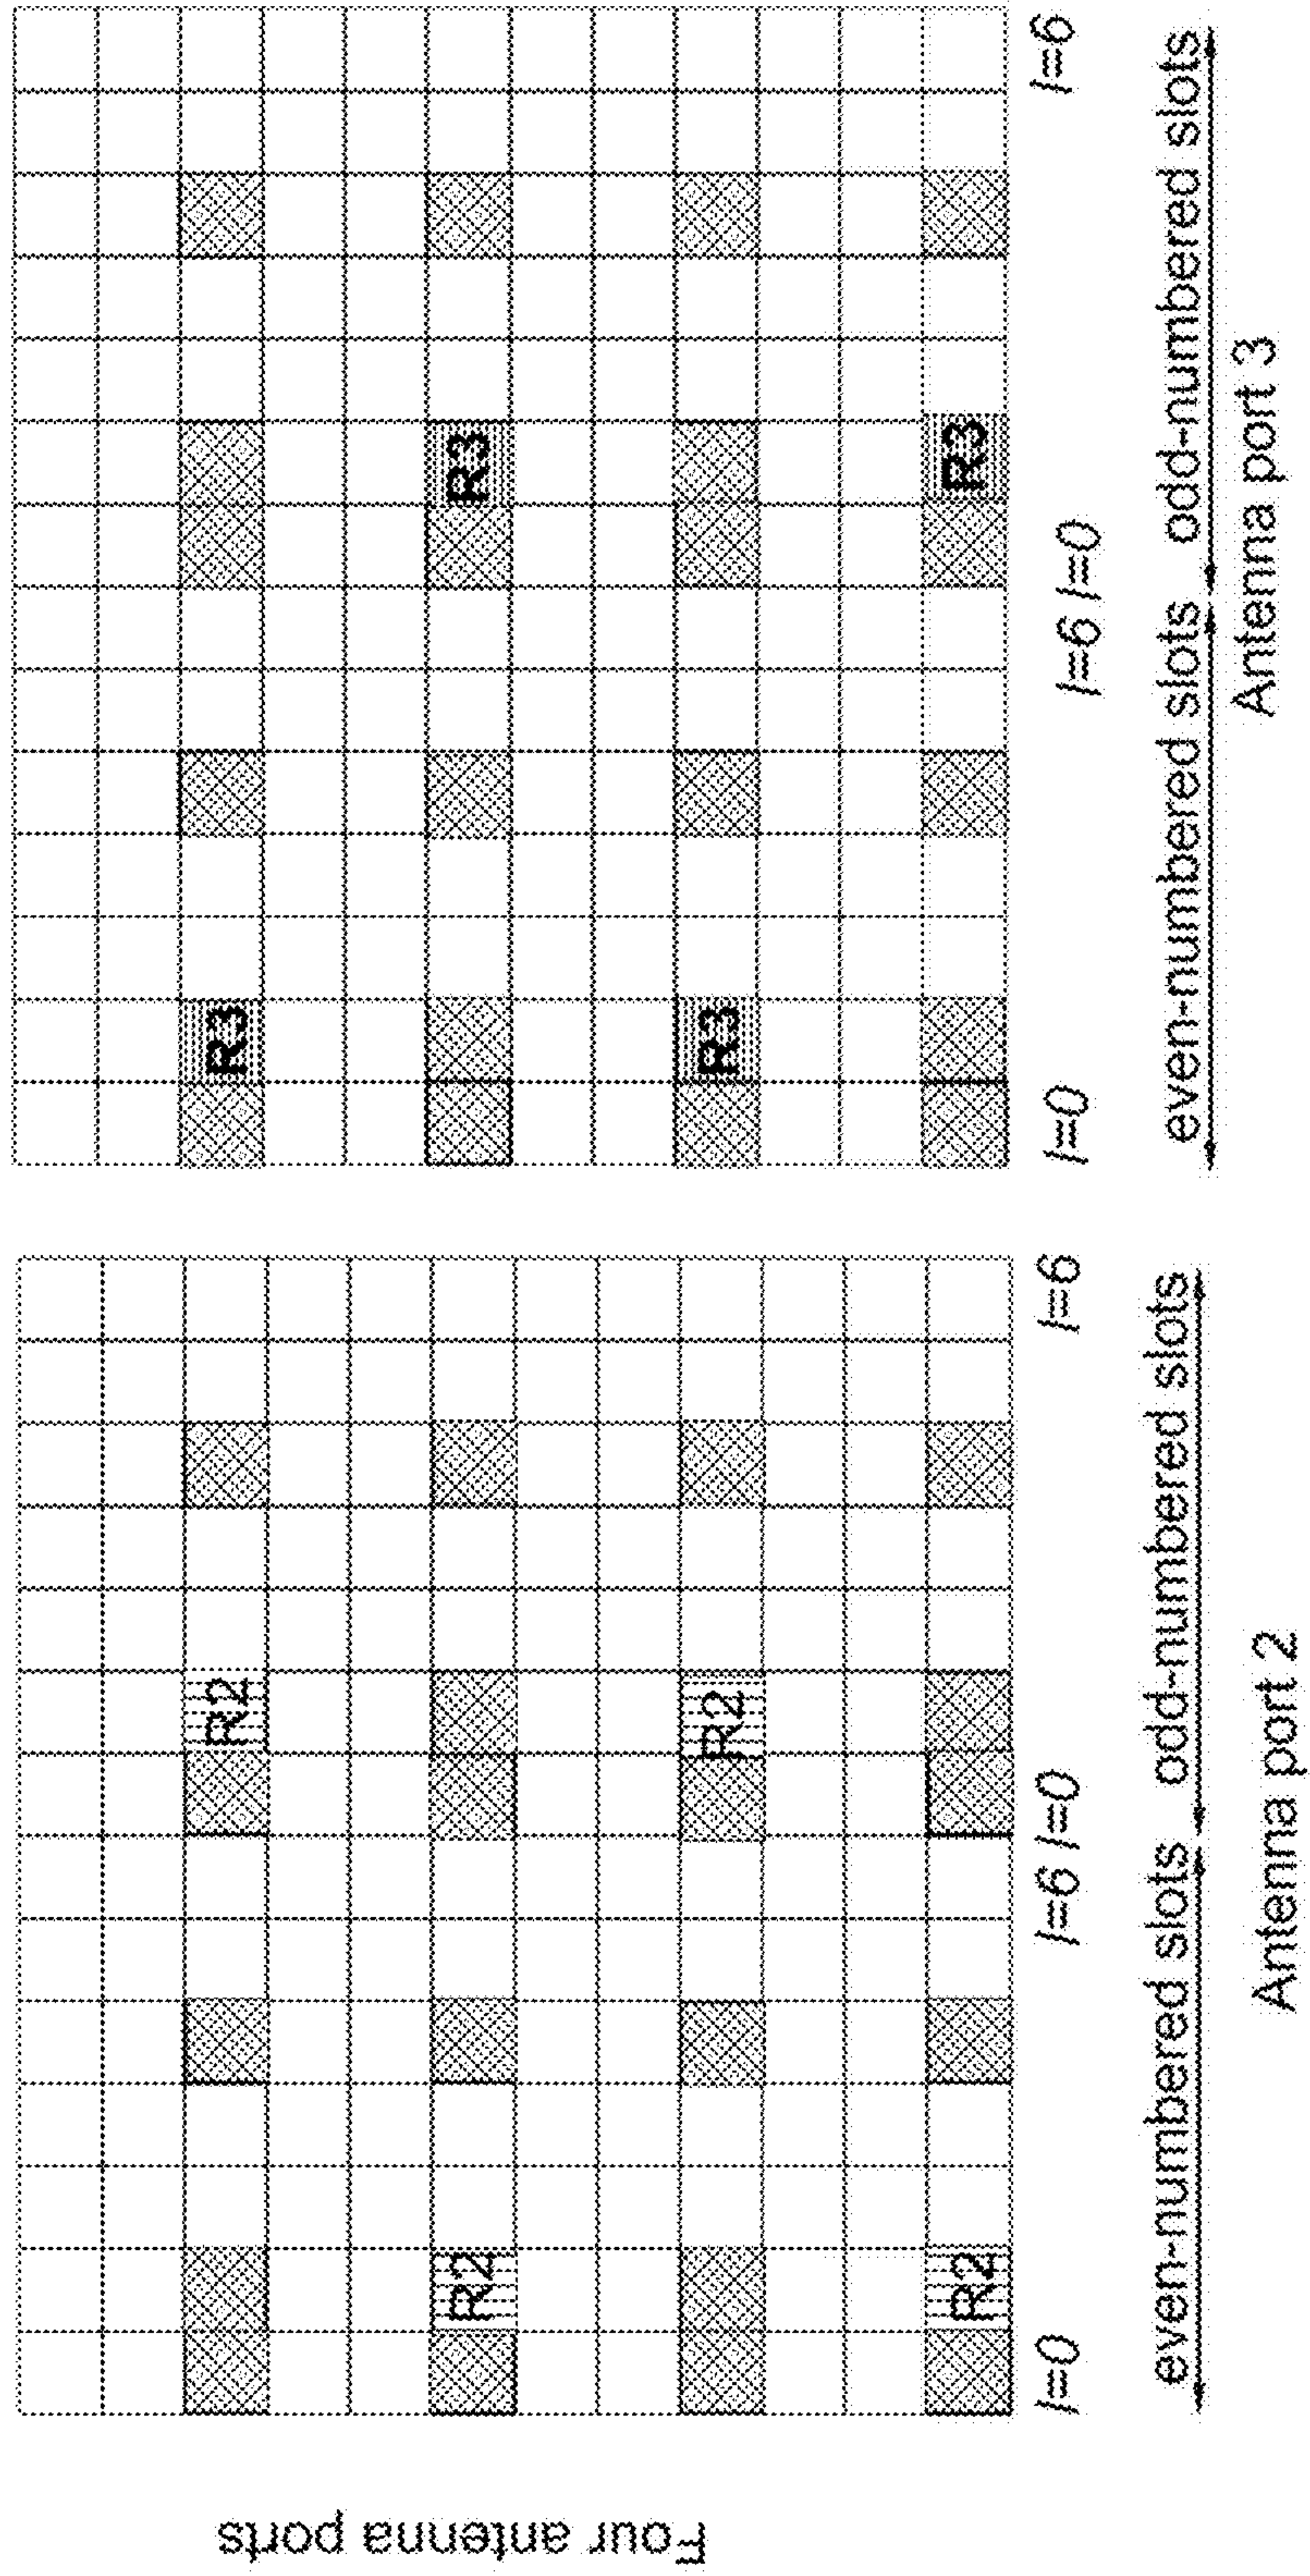 Four antenna ports
R2
R2
R2
R2
l=0
l=6
l=0
l=6
even-numbered slots
odd-numbered slots
Antenna port 2
R3
R3
R3
R3
l=0
l=6
l=0
l=6
even-numbered slots
odd-numbered slots
Antenna port 3